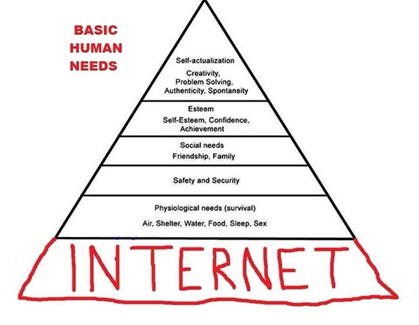 BASIC
HUMAN
NEEDS
Self-actualization
Creativity,
Problem Solving,
Authenticity, Spontaneity
Esteem
Self-Esteem, Confidence,
Achievement
Social needs
Friendship, Family
Safety and Security
Physiological needs (survival)
Air, Shelter, Water, Food, Sleep, Sex
INTERNET